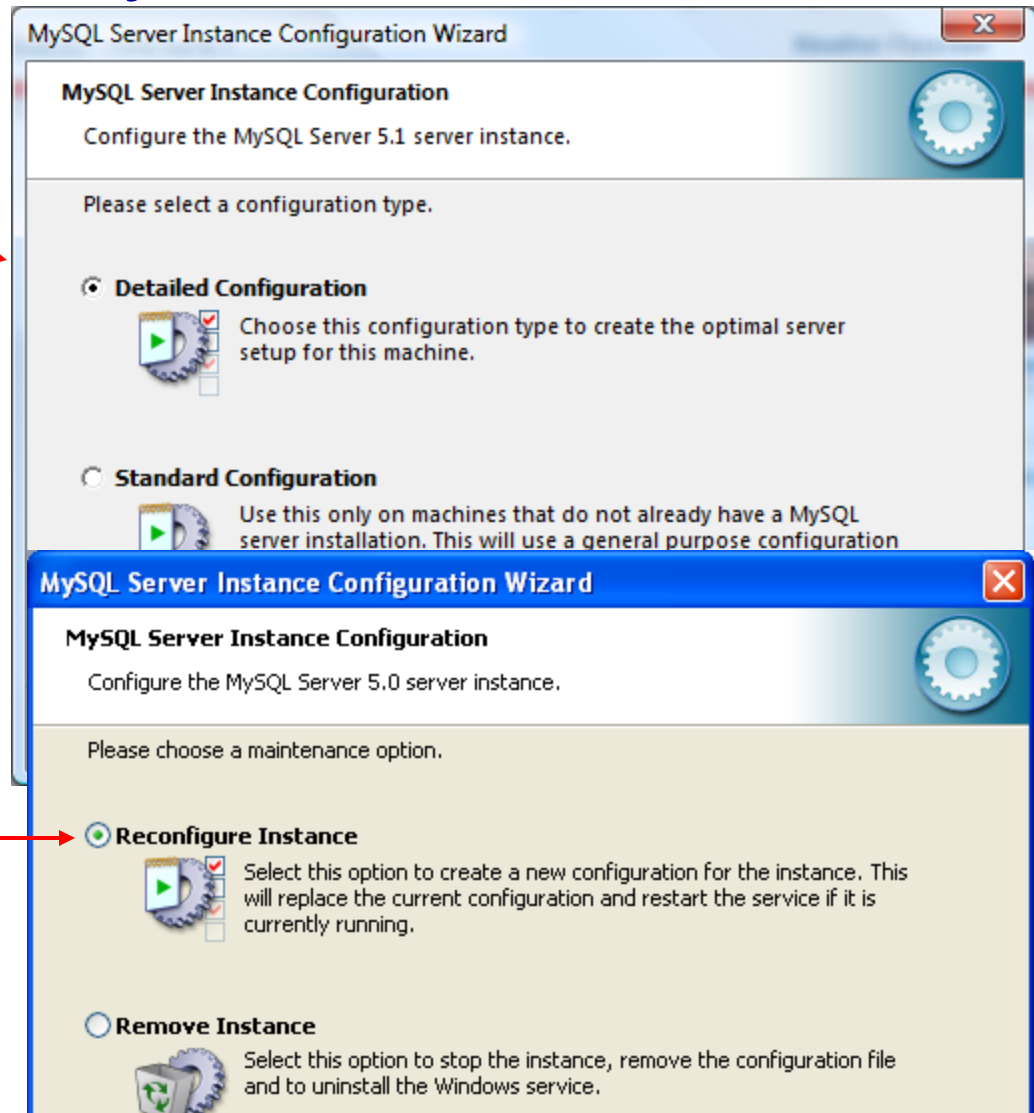 MySQL Server Instance Configuration Wizard
MySQL Server Instance Configuration
Configure the MySQL Server 5.1 server instance.
Please select a configuration type.
Detailed Configuration
Choose this configuration type to create the optimal server
setup for this machine.
Standard Configuration
Use this only on machines that do not already have a MySQL
server installation. This will use a general purpose configuration
MySQL Server Instance Configuration Wizard
MySQL Server Instance Configuration
Configure the MySQL Server 5.0 server instance.
Please choose a maintenance option.
Reconfigure Instance
Select this option to create a new configuration for the instance. This
will replace the current configuration and restart the service if it is
currently running.
Remove Instance
Select this option to stop the instance, remove the configuration file
and to uninstall the Windows service.